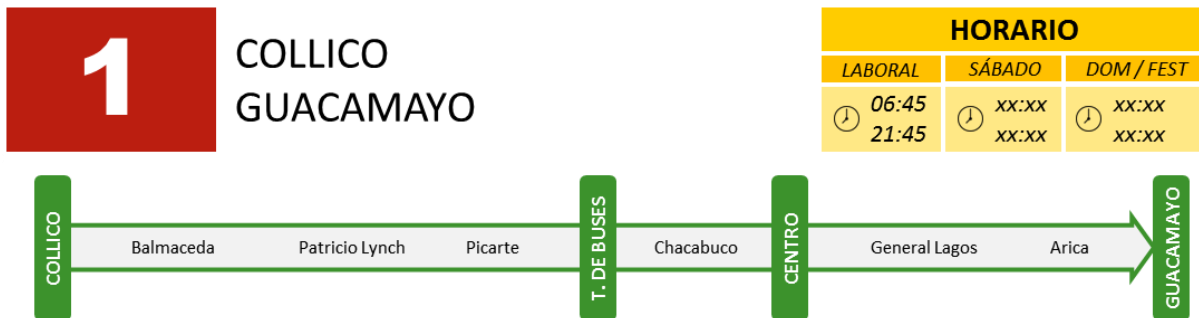 1
COLLICO
GUACAMAYO
HORARIO
LABORAL SÁBADO DOM / FEST
06:45 xx:xx xx:xx
21:45 xx:xx xx:xx
COLLICO
Balmaceda Patricio Lynch Picarte
T. DE BUSES
Chacabuco
CENTRO
General Lagos Arica
GUACAMAYO